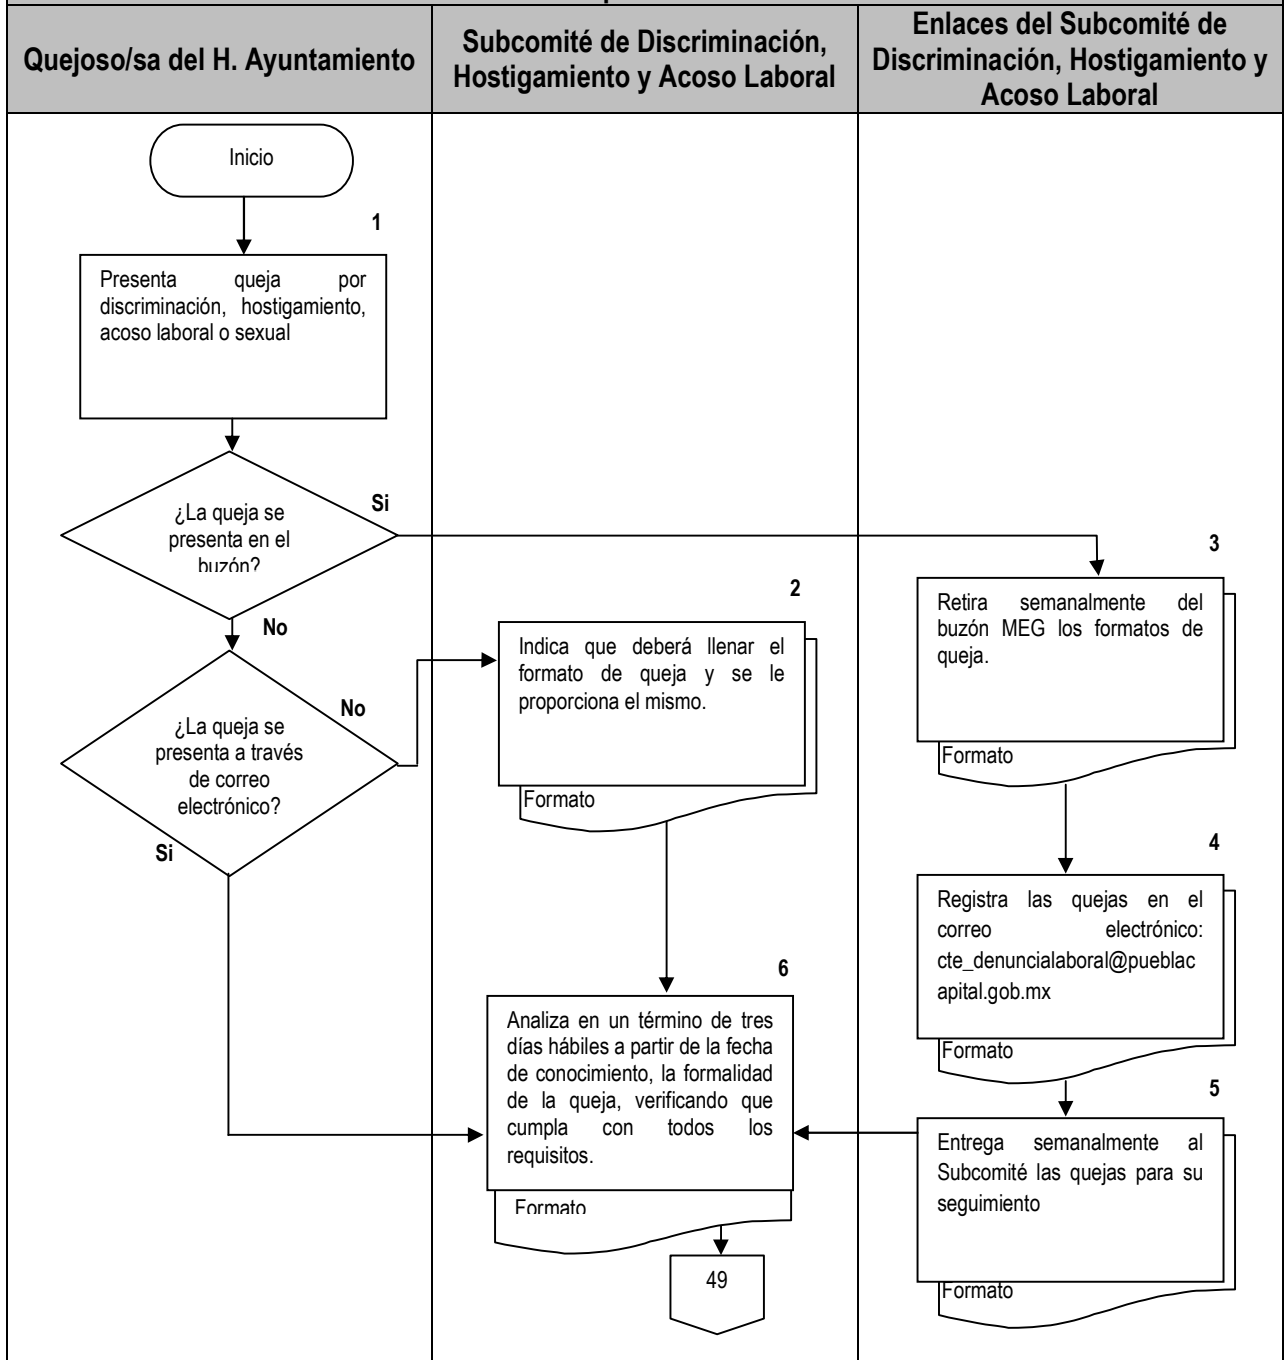 Quejoso/sa del H. Ayuntamiento
Subcomité de Discriminación,
Hostigamiento y Acoso Laboral
Enlaces del Subcomité de
Discriminación, Hostigamiento y
Acoso Laboral
Inicio
1
Presenta queja por
discriminación, hostigamiento,
acoso laboral o sexual
¿La queja se
presenta en el
buzón?
Si
No
¿La queja se
presenta a través
de correo
electrónico?
No
Si
2
Indica que deberá llenar el
formato de queja y se le
proporciona el mismo.
Formato
3
Retira semanalmente del
buzón MEG los formatos de
queja.
Formato
4
Registra las quejas en el
correo electrónico:
cte_denuncialaboral@pueblac
apital.gob.mx
Formato
5
Entrega semanalmente al
Subcomité las quejas para su
seguimiento
Formato
6
Analiza en un término de tres
días hábiles a partir de la fecha
de conocimiento, la formalidad
de la queja, verificando que
cumpla con todos los
requisitos.
Formato
49